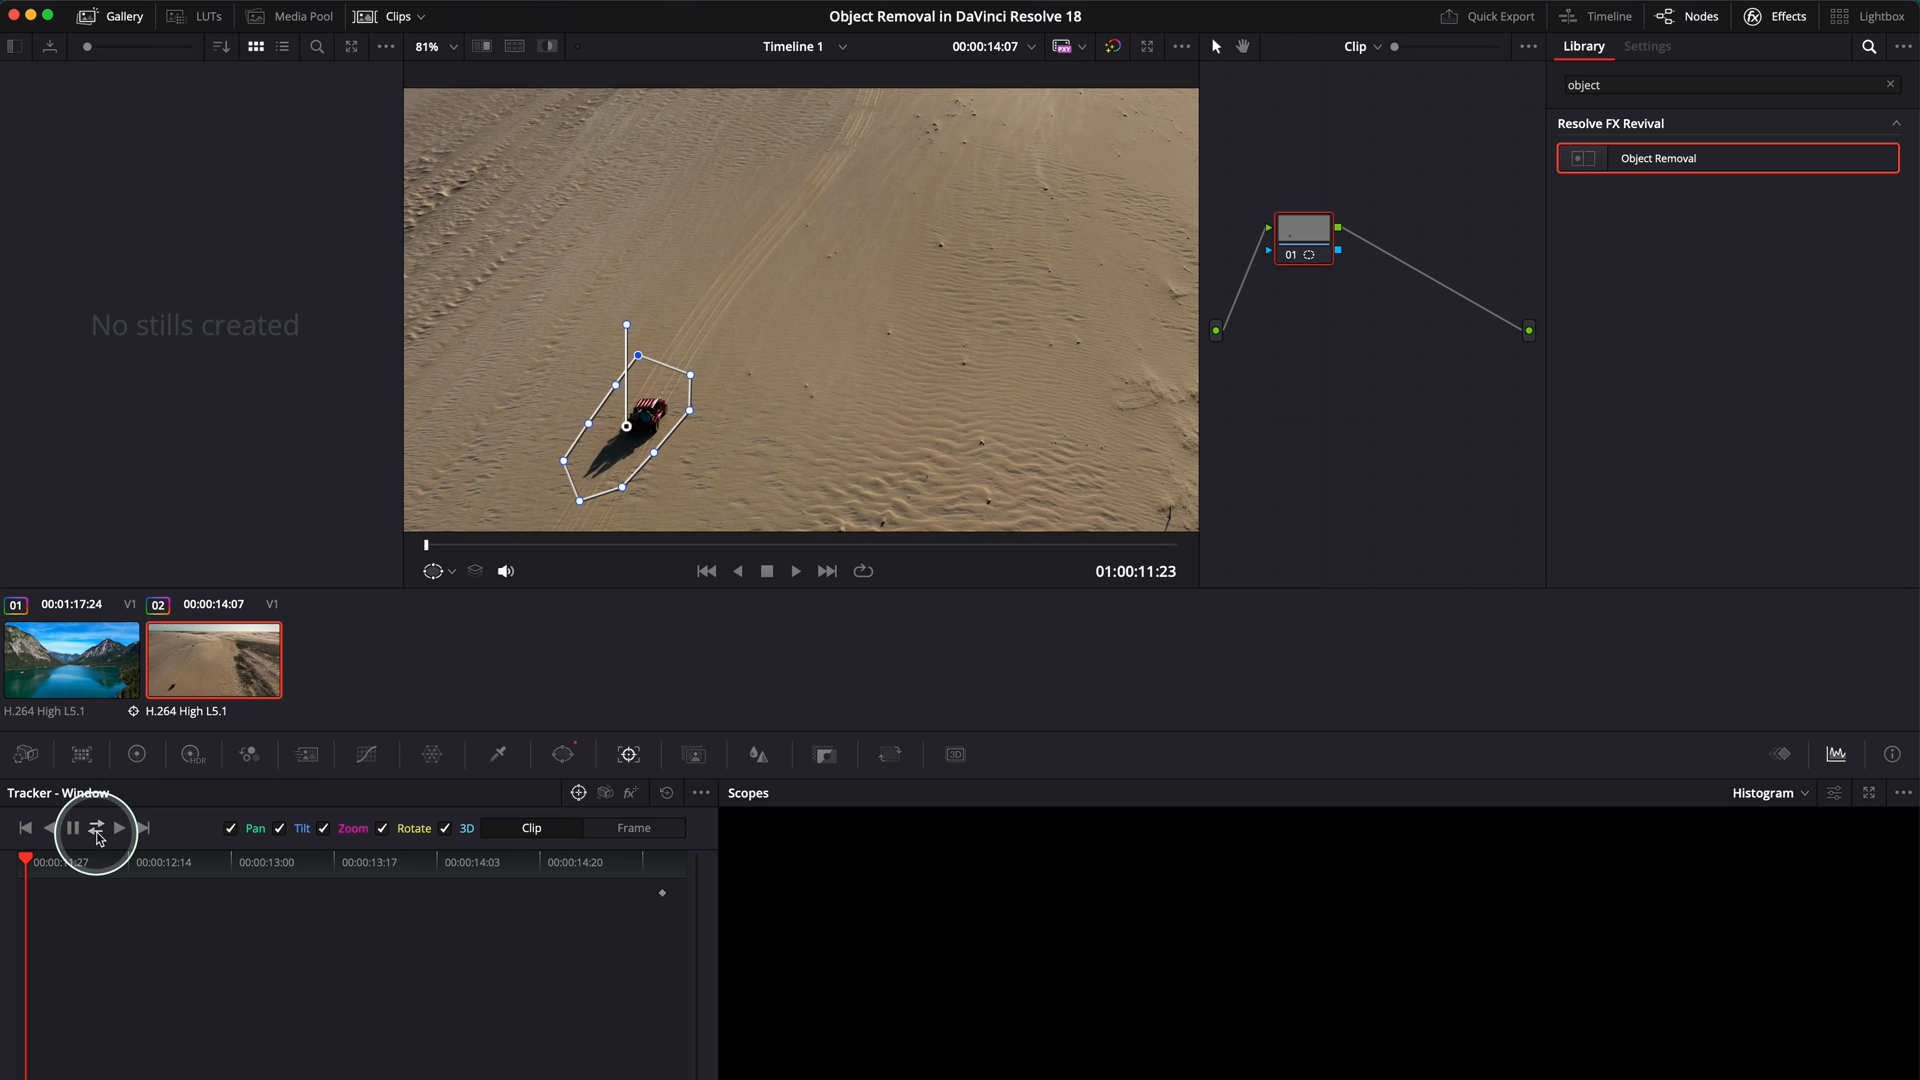 Gallery LUTs Media Pool Clips Object Removal in DaVinci Resolve 18 Quick Export Timeline Nodes Effects Lightbox
81% Timeline 1 00:00:14:07 PXY Clip Library Settings
object
Resolve FX Revival
Object Removal
01
No stills created
01:00:11:23
01 00:01:17:24 V1 02 00:00:14:07 V1
H.264 High L5.1 H.264 High L5.1
HDR 3D
Tracker - Window Scopes Histogram
Pan Tilt Zoom Rotate 3D Clip Frame
00:00:11:27 00:00:12:14 00:00:13:00 00:00:13:17 00:00:14:03 00:00:14:20